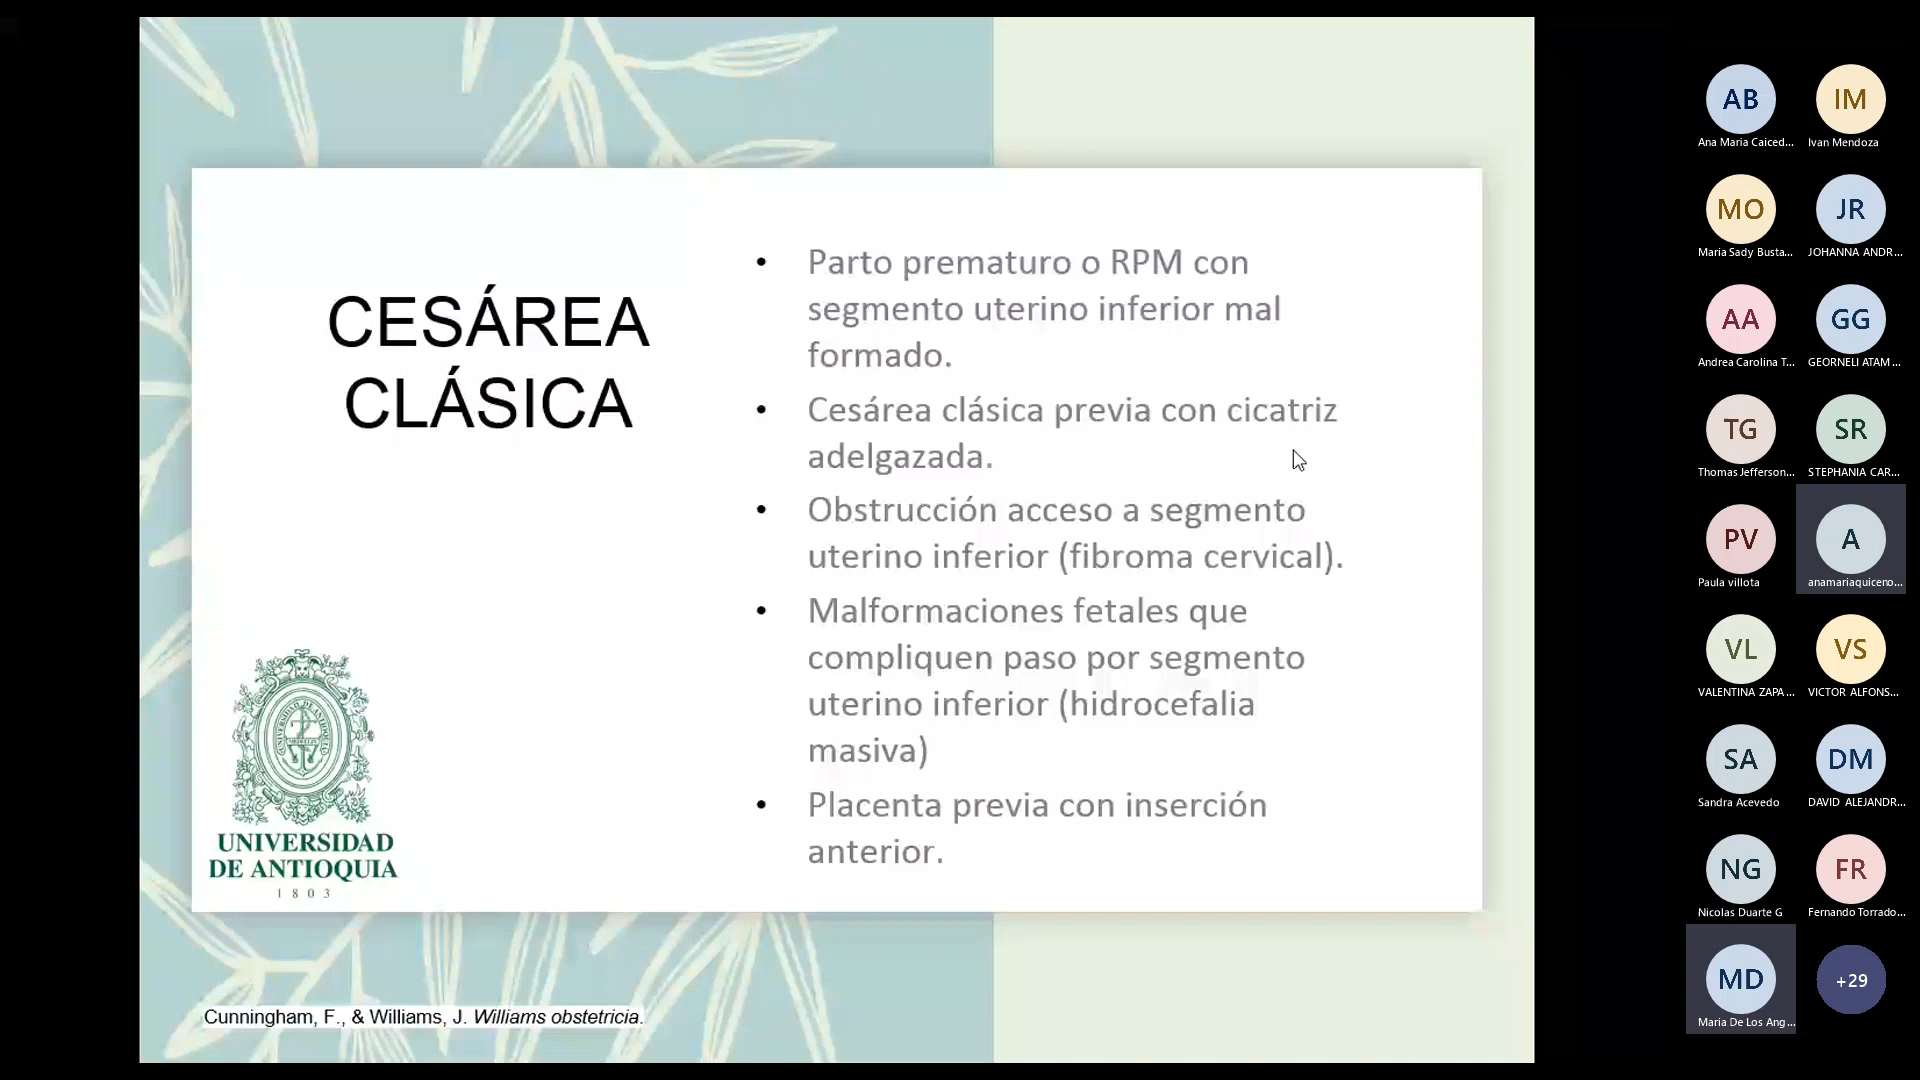 CESÁREA
CLÁSICA
• Parto prematuro o RPM con
segmento uterino inferior mal
formado.
• Cesárea clásica previa con cicatriz
adelgazada.
• Obstrucción acceso a segmento
uterino inferior (fibroma cervical).
• Malformaciones fetales que
compliquen paso por segmento
uterino inferior (hidrocefalia
masiva)
• Placenta previa con inserción
anterior.
UNIVERSIDAD
DE ANTIOQUIA
1803
Cunningham, F., & Williams, J. Williams obstetricia.
AB
Ana Maria Caiced...
IM
Ivan Mendoza
MO
Maria Sady Busta...
JR
JOHANNA ANDR...
AA
Andrea Carolina T...
GG
GEORNELI ATAM...
TG
Thomas Jefferson...
SR
STEPHANIA CAR...
PV
Paula villota
A
anamariaquiceno...
VL
VALENTINA ZAPA...
VS
VICTOR ALFONS...
SA
Sandra Acevedo
DM
DAVID ALEJANDR...
NG
Nicolas Duarte G
FR
Fernando Torrado...
MD
Maria De Los Ang...
+29